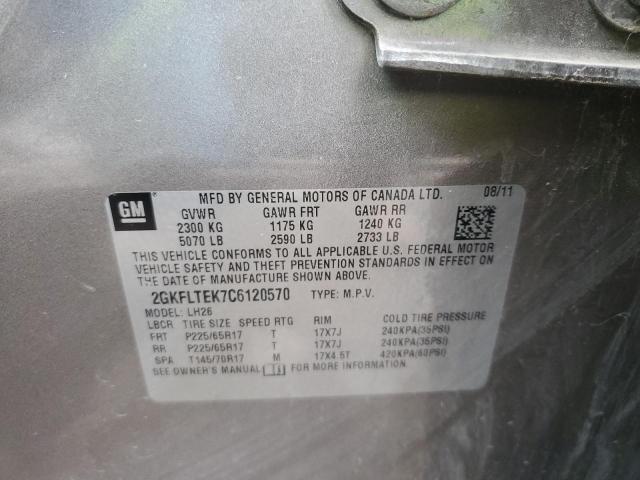 GM MFD BY GENERAL MOTORS OF CANADA LTD. 08/11
GVWR GAWR FRT GAWR RR
2300 KG 1175 KG 1240 KG
5070 LB 2590 LB 2733 LB
THIS VEHICLE CONFORMS TO ALL APPLICABLE U.S. FEDERAL MOTOR
VEHICLE SAFETY AND THEFT PREVENTION STANDARDS IN EFFECT ON
THE DATE OF MANUFACTURE SHOWN ABOVE.
2GKFLTEK7C6120570 TYPE: M.P.V.
MODEL: LH26
LBCR TIRE SIZE SPEED RTG RIM COLD TIRE PRESSURE
FRT P225/65R17 T 17X7J 240KPA(35PSI)
RR P225/65R17 T 17X7J 240KPA(35PSI)
SPA T145/70R17 M 17X4.5T 420KPA(60PSI)
SEE OWNER'S MANUAL FOR MORE INFORMATION